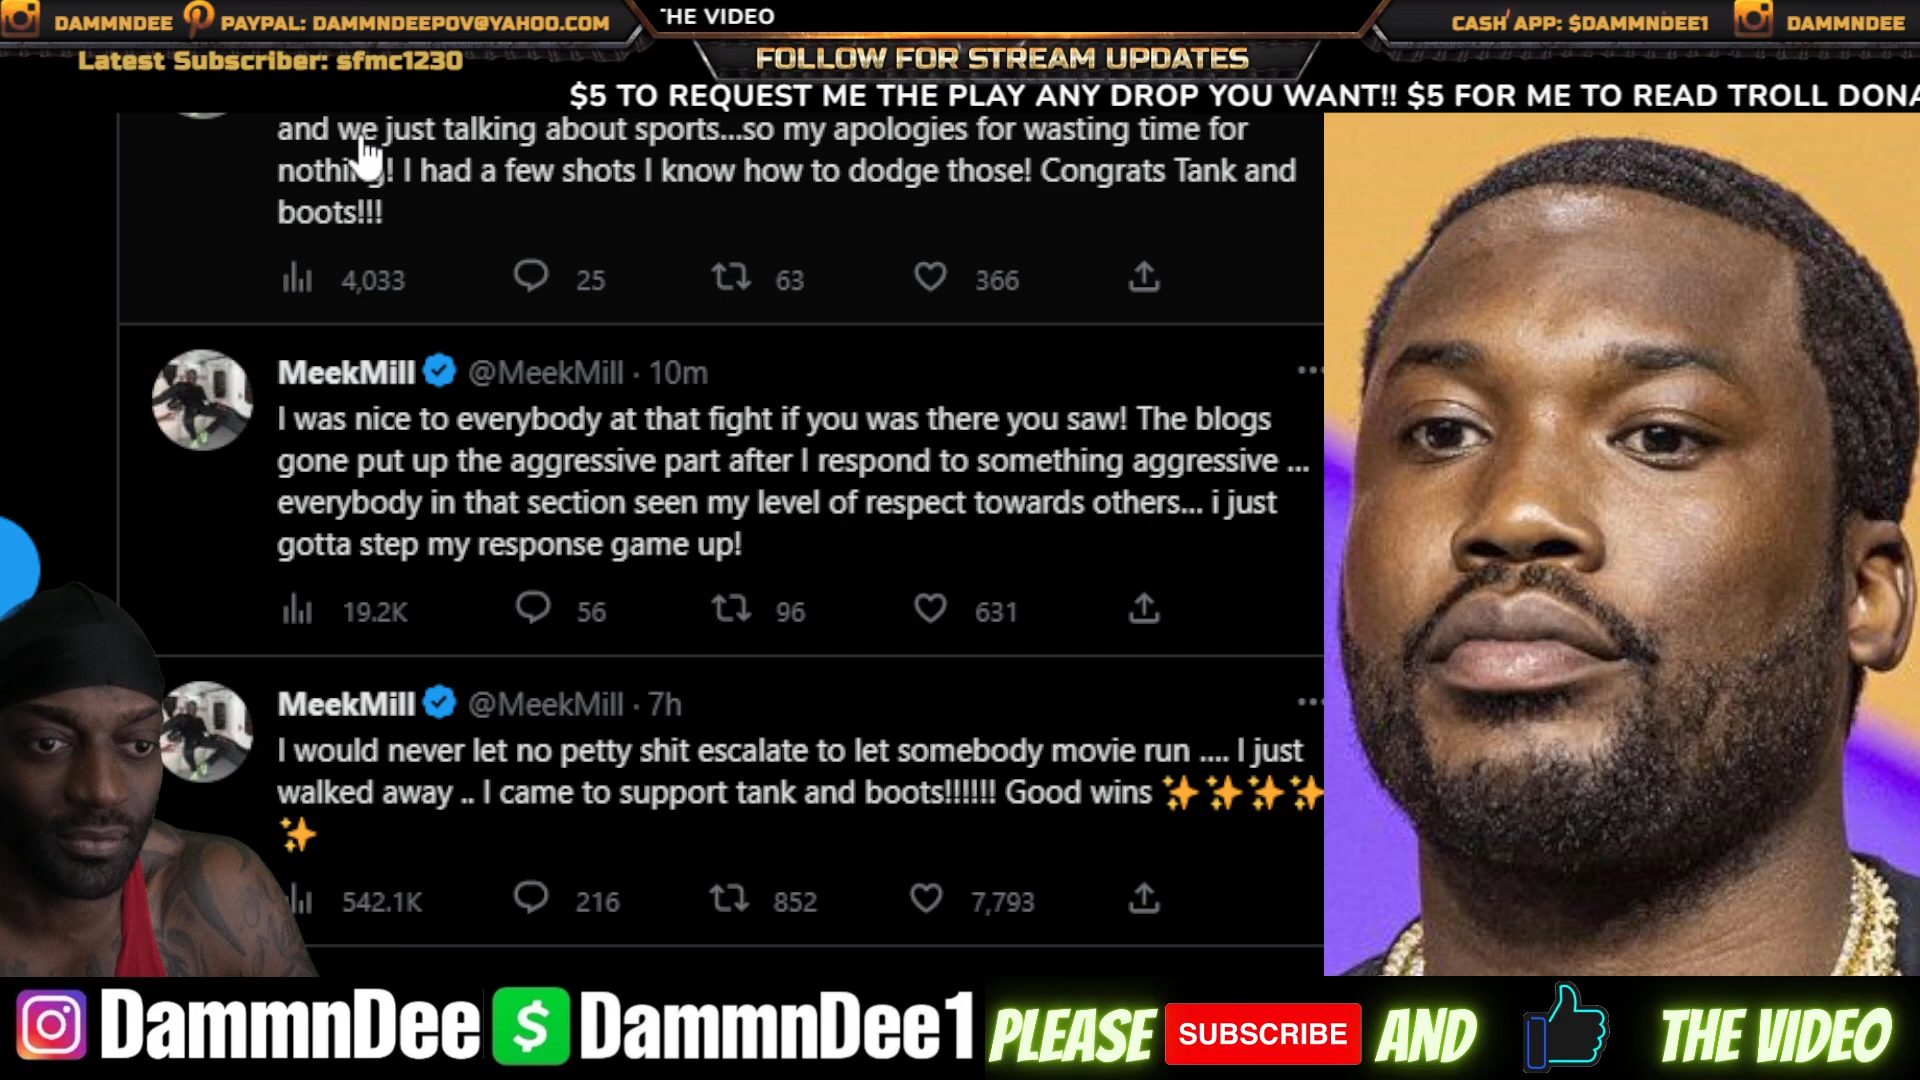 DAMMNDEE
PAYPAL: DAMMNDEEPOV@YAHOO.COM
HE VIDEO
CASH APP: $DAMMNDEE1
DAMMNDEE
Latest Subscriber: sfmc1230
FOLLOW FOR STREAM UPDATES
$5 TO REQUEST ME THE PLAY ANY DROP YOU WANT!! $5 FOR ME TO READ TROLL DONA
and we just talking about sports...so my apologies for wasting time for
nothing! I had a few shots I know how to dodge those! Congrats Tank and
boots!!!
4,033 25 63 366
MeekMill @MeekMill · 10m
I was nice to everybody at that fight if you was there you saw! The blogs
gone put up the aggressive part after I respond to something aggressive ...
everybody in that section seen my level of respect towards others... i just
gotta step my response game up!
19.2K 56 96 631
MeekMill @MeekMill · 7h
I would never let no petty shit escalate to let somebody movie run .... I just
walked away .. I came to support tank and boots!!!!!! Good wins ✨✨✨✨
✨
542.1K 216 852 7,793
DammnDee
$ DammnDee1
PLEASE SUBSCRIBE AND THE VIDEO